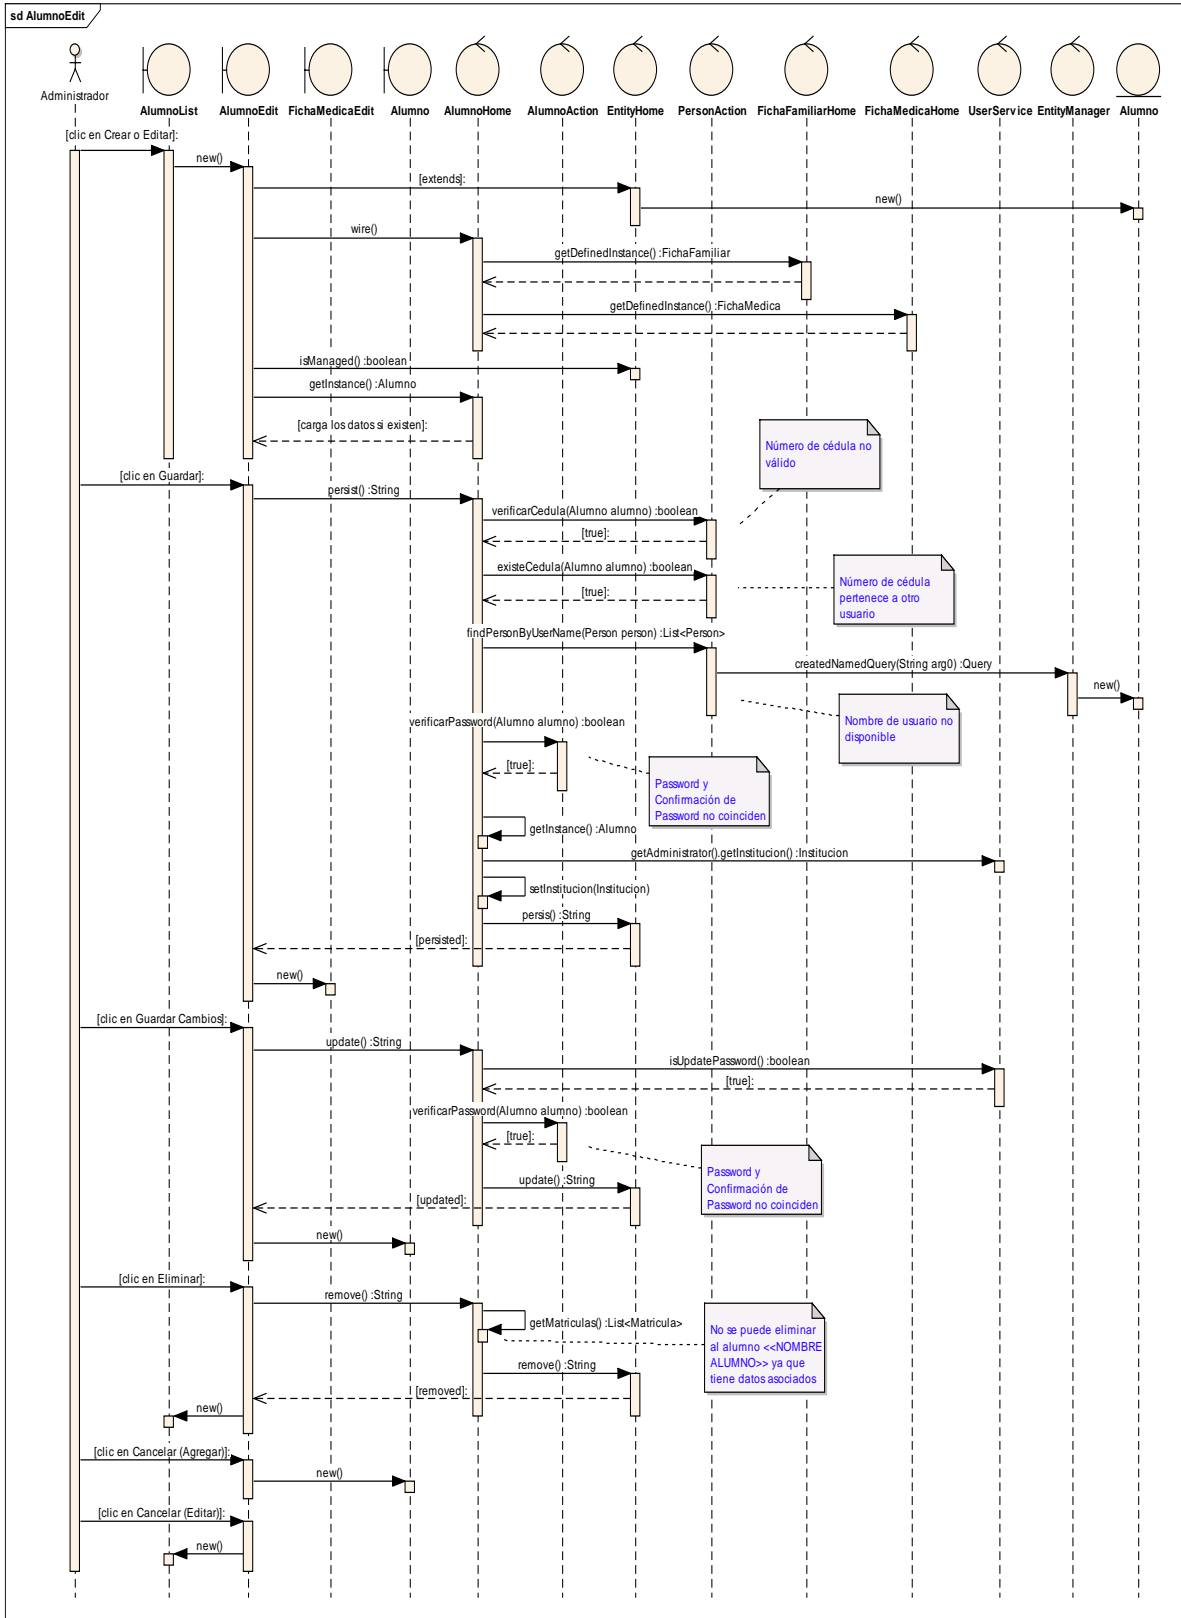 sd AlumnoEdit
Administrador
AlumnoList
AlumnoEdit
FichaMedicaEdit
Alumno
AlumnoHome
AlumnoAction
EntityHome
PersonAction
FichaFamiliarHome
FichaMedicaHome
UserService
EntityManager
Alumno
[clic en Crear o Editar]:
new()
[extends]:
new()
wire()
getDefinedInstance() :FichaFamiliar
getDefinedInstance() :FichaMedica
isManaged() :boolean
getInstance() :Alumno
[carga los datos si existen]:
Número de cédula no
válido
[clic en Guardar]:
persist() :String
verificarCedula(Alumno alumno) :boolean
[true]:
existeCedula(Alumno alumno) :boolean
[true]:
Número de cédula
pertenece a otro
usuario
findPersonByUserName(Person person) :List<Person>
createdNamedQuery(String arg0) :Query
new()
Nombre de usuario no
disponible
verificarPassword(Alumno alumno) :boolean
[true]:
Password y
Confirmación de
Password no coinciden
getInstance() :Alumno
getAdministrator().getInstitucion() :Institucion
setInstitucion(Institucion)
persis() :String
[persisted]:
new()
[clic en Guardar Cambios]:
update() :String
isUpdatePassword() :boolean
[true]:
verificarPassword(Alumno alumno) :boolean
[true]:
Password y
Confirmación de
Password no coinciden
update() :String
[updated]:
new()
[clic en Eliminar]:
remove() :String
getMatriculas() :List<Matricula>
No se puede eliminar
al alumno <<NOMBRE
ALUMNO>> ya que
tiene datos asociados
remove() :String
[removed]:
new()
[clic en Cancelar (Agregar)]:
new()
[clic en Cancelar (Editar)]:
new()